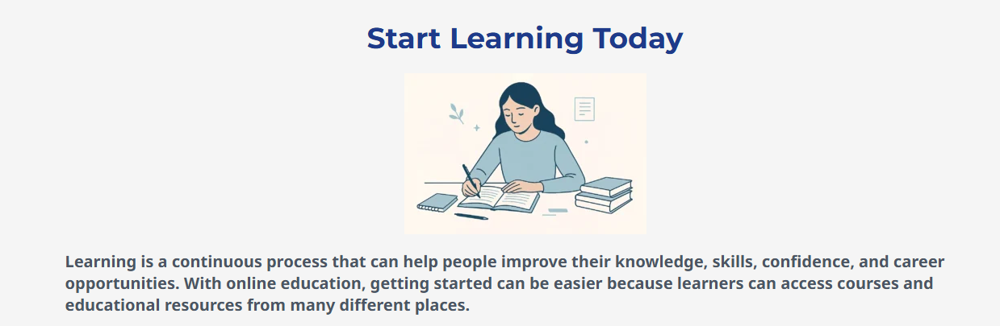 Start Learning Today
Learning is a continuous process that can help people improve their knowledge, skills, confidence, and career
opportunities. With online education, getting started can be easier because learners can access courses and
educational resources from many different places.